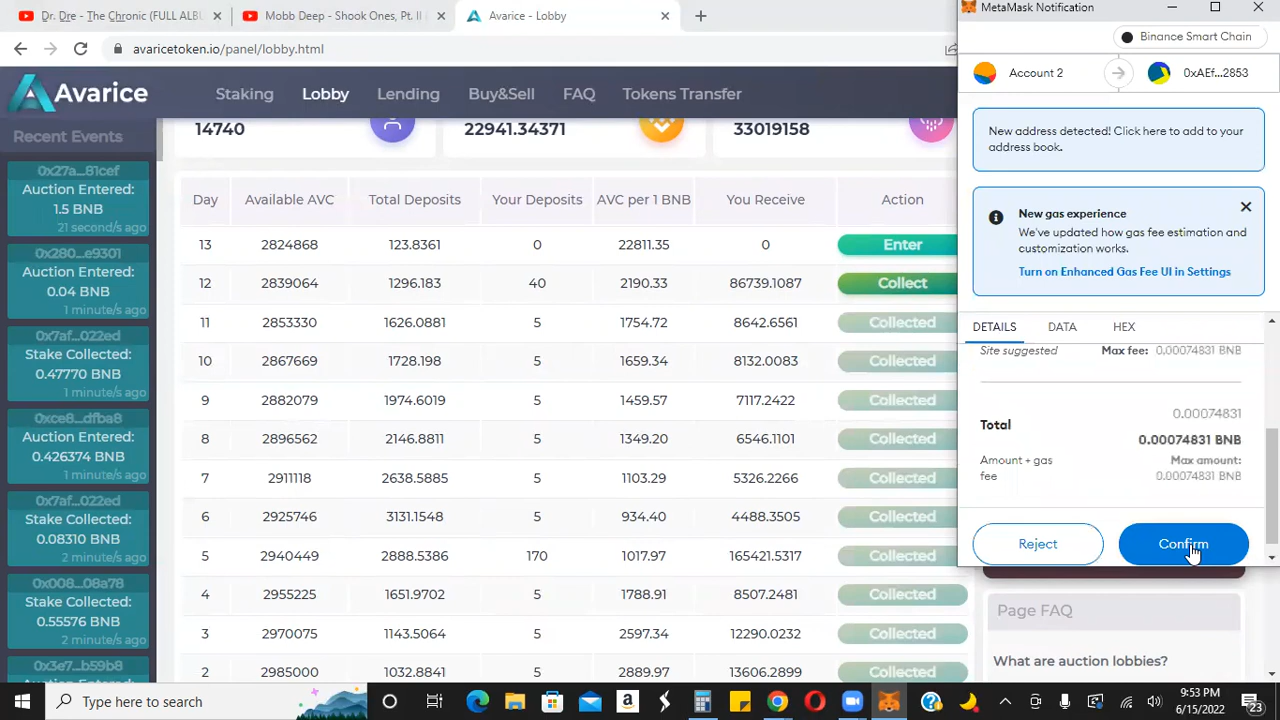 Dr. Dre - The Chronic (FULL ALBU
Mobb Deep - Shook Ones, Pt. II
Avarice - Lobby
avaricetoken.io/panel/lobby.html
Avarice
Staking
Lobby
Lending
Buy&Sell
FAQ
Tokens Transfer
Recent Events
0x27a...81cef
Auction Entered:
1.5 BNB
21 second/s ago
0x280...e9301
Auction Entered:
0.04 BNB
1 minute/s ago
0x7af...022ed
Stake Collected:
0.47770 BNB
1 minute/s ago
0xce8...dfba8
Auction Entered:
0.426374 BNB
1 minute/s ago
0x7af...022ed
Stake Collected:
0.08310 BNB
2 minute/s ago
0x008...08a78
Stake Collected:
0.55576 BNB
2 minute/s ago
0x3e7...b59b8
14740
22941.34371
33019158
Day Available AVC Total Deposits Your Deposits AVC per 1 BNB You Receive Action
13 2824868 123.8361 0 22811.35 0 Enter
12 2839064 1296.183 40 2190.33 86739.1087 Collect
11 2853330 1626.0881 5 1754.72 8642.6561 Collected
10 2867669 1728.198 5 1659.34 8132.0083 Collected
9 2882079 1974.6019 5 1459.57 7117.2422 Collected
8 2896562 2146.8811 5 1349.20 6546.1101 Collected
7 2911118 2638.5885 5 1103.29 5326.2266 Collected
6 2925746 3131.1548 5 934.40 4488.3505 Collected
5 2940449 2888.5386 170 1017.97 165421.5317 Collected
4 2955225 1651.9702 5 1788.91 8507.2481 Collected
3 2970075 1143.5064 5 2597.34 12290.0232 Collected
2 2985000 1032.8841 5 2889.97 13606.2899 Collected
MetaMask Notification
Binance Smart Chain
Account 2
0xAEf...2853
New address detected! Click here to add to your
address book.
New gas experience
We've updated how gas fee estimation and
customization works.
Turn on Enhanced Gas Fee UI in Settings
DETAILS
DATA
HEX
Site suggested
Max fee: 0.00074831 BNB
0.00074831
Total
0.00074831 BNB
Amount + gas
fee
Max amount:
0.00074831 BNB
Reject
Confirm
Page FAQ
What are auction lobbies?
Type here to search
9:53 PM
6/15/2022
23